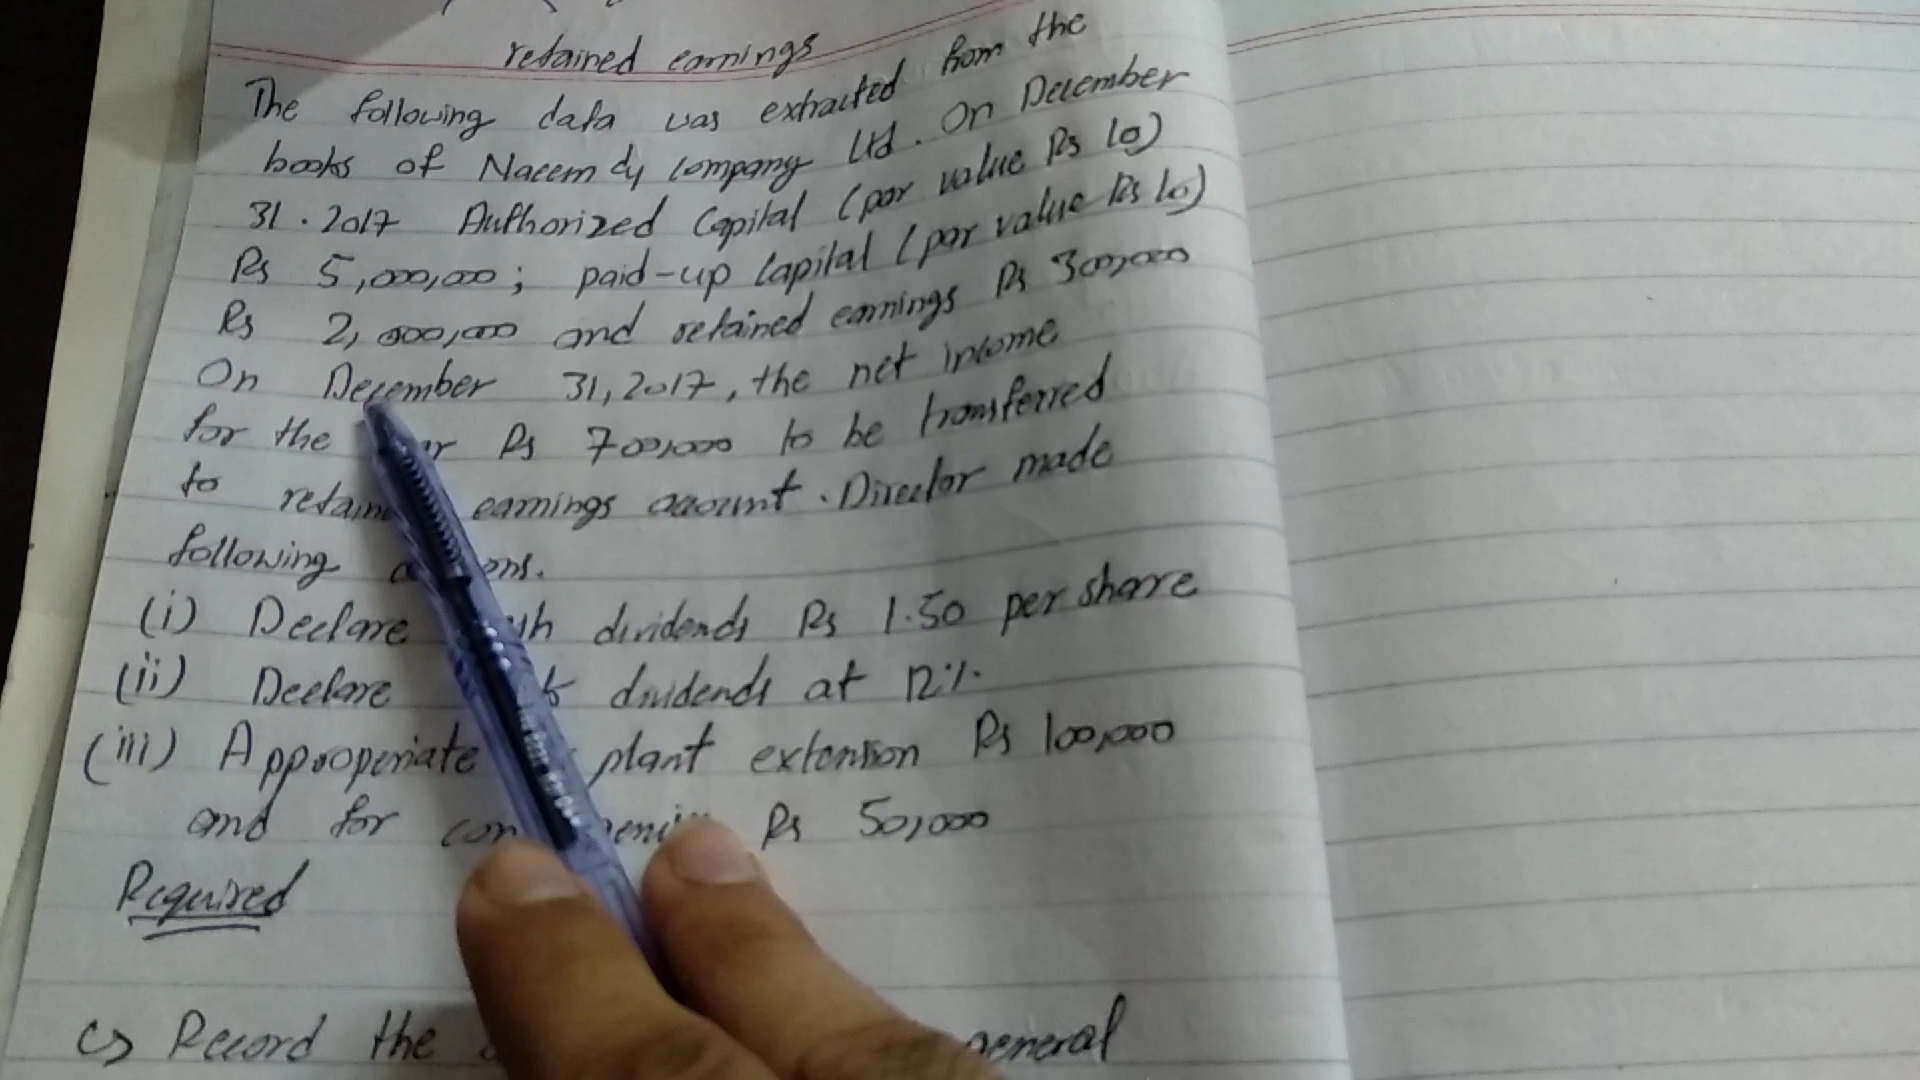 retained earnings
The following data was extracted from the
books of Naeem dy company Ltd. On December
31.2017 Authorized Capital (par value Rs 10)
Rs 5,000,000; paid-up Capital (par value Rs 10)
Rs 2,000,000 and retained earnings Rs 300,000
On December 31,2017, the net income
for the Rs 700,000 to be transferred
to earnings account. Director made
following
(i) Declare dividends Rs 1.50 per share
(ii) Declare dividends at 12%.
(iii) Appropeniate plant extention Rs 100,000
and for Rs 50,000
Required
Record the general